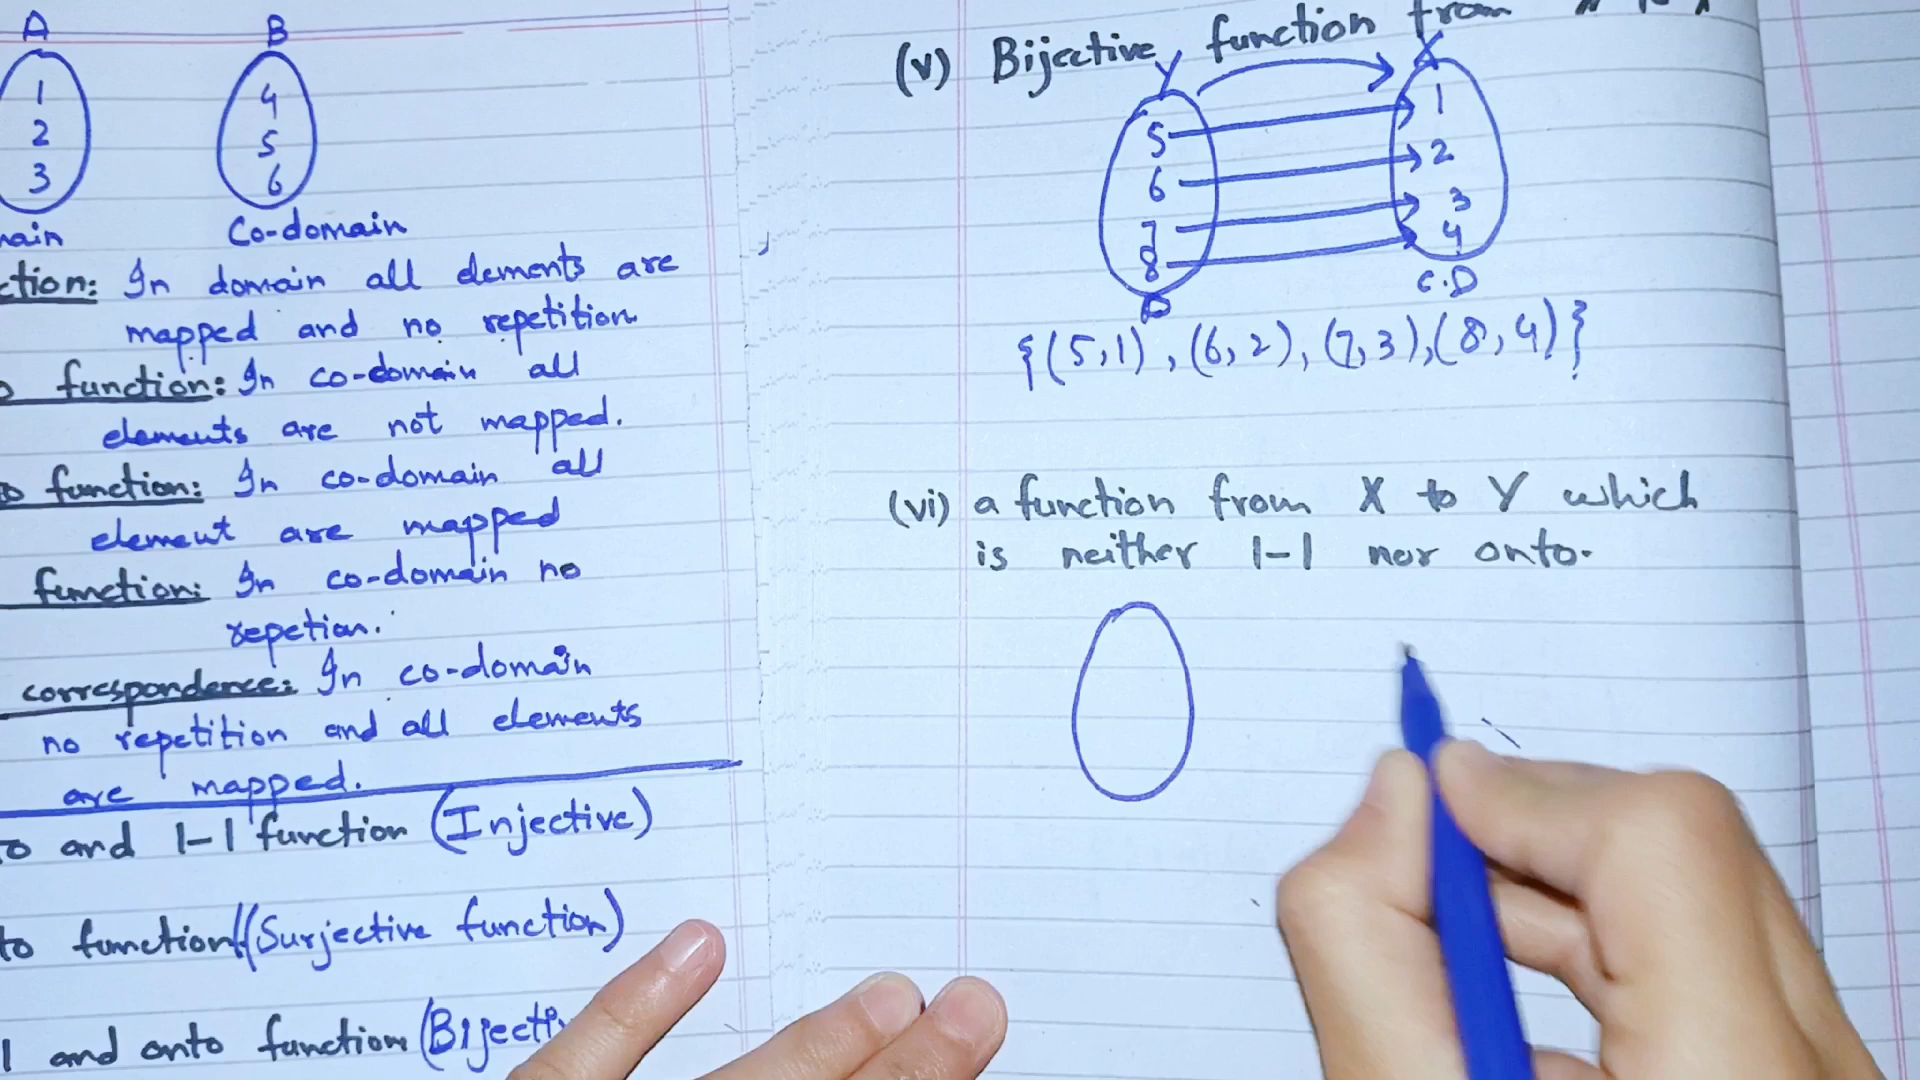 A B
1 4
2 5
3 6
Co-domain
In domain all elements are
mapped and no repetition
function: In co-domain all
elements are not mapped.
function: In co-domain all
element are mapped
function: In co-domain no
repetion.
correspondence: In co-domain
no repetition and all elements
are mapped.
and 1-1 function (Injective)
function (Surjective function)
and onto function (Bijecti
(v) Bijective function from
Y X
5 1
6 2
7 3
8 4
D C.D
{(5,1), (6,2), (7,3),(8,4)}
(vi) a function from X to Y which
is neither 1-1 nor onto.